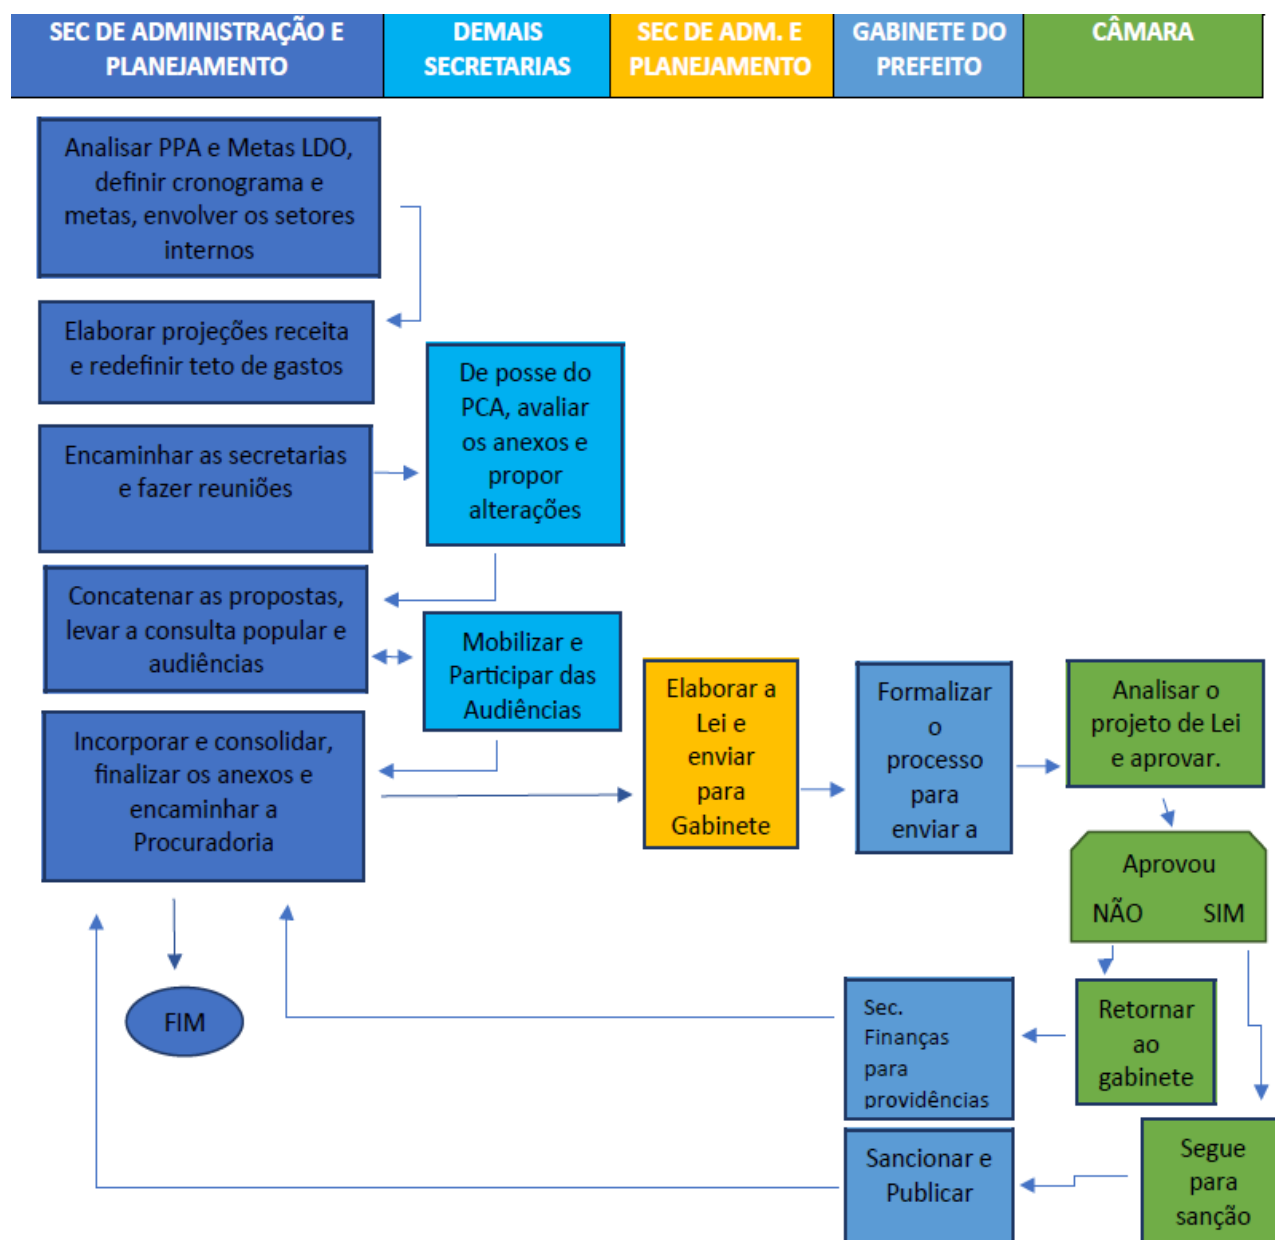 SEC DE ADMINISTRAÇÃO E
PLANEJAMENTO
DEMAIS
SECRETARIAS
SEC DE ADM. E
PLANEJAMENTO
GABINETE DO
PREFEITO
CÂMARA
Analisar PPA e Metas LDO,
definir cronograma e
metas, envolver os setores
internos
Elaborar projeções receita
e redefinir teto de gastos
De posse do
PCA, avaliar
os anexos e
propor
alterações
Encaminhar as secretarias
e fazer reuniões
Concatenar as propostas,
levar a consulta popular e
audiências
Mobilizar e
Participar das
Audiências
Incorporar e consolidar,
finalizar os anexos e
encaminhar a
Procuradoria
Elaborar a
Lei e
enviar
para
Gabinete
Formalizar
o
processo
para
enviar a
Analisar o
projeto de Lei
e aprovar.
Aprovou
NÃO SIM
FIM
Sec.
Finanças
para
providências
Retornar
ao
gabinete
Sancionar e
Publicar
Segue
para
sanção